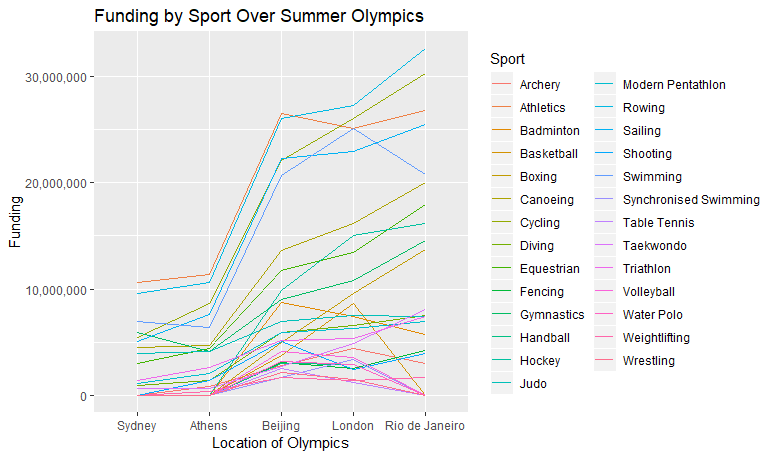 Funding by Sport Over Summer Olympics
30,000,000
20,000,000
10,000,000
0
Funding
Sydney
Athens
Beijing
London
Rio de Janeiro
Location of Olympics
Sport
Archery
Athletics
Badminton
Basketball
Boxing
Canoeing
Cycling
Diving
Equestrian
Fencing
Gymnastics
Handball
Hockey
Judo
Modern Pentathlon
Rowing
Sailing
Shooting
Swimming
Synchronised Swimming
Table Tennis
Taekwondo
Triathlon
Volleyball
Water Polo
Weightlifting
Wrestling